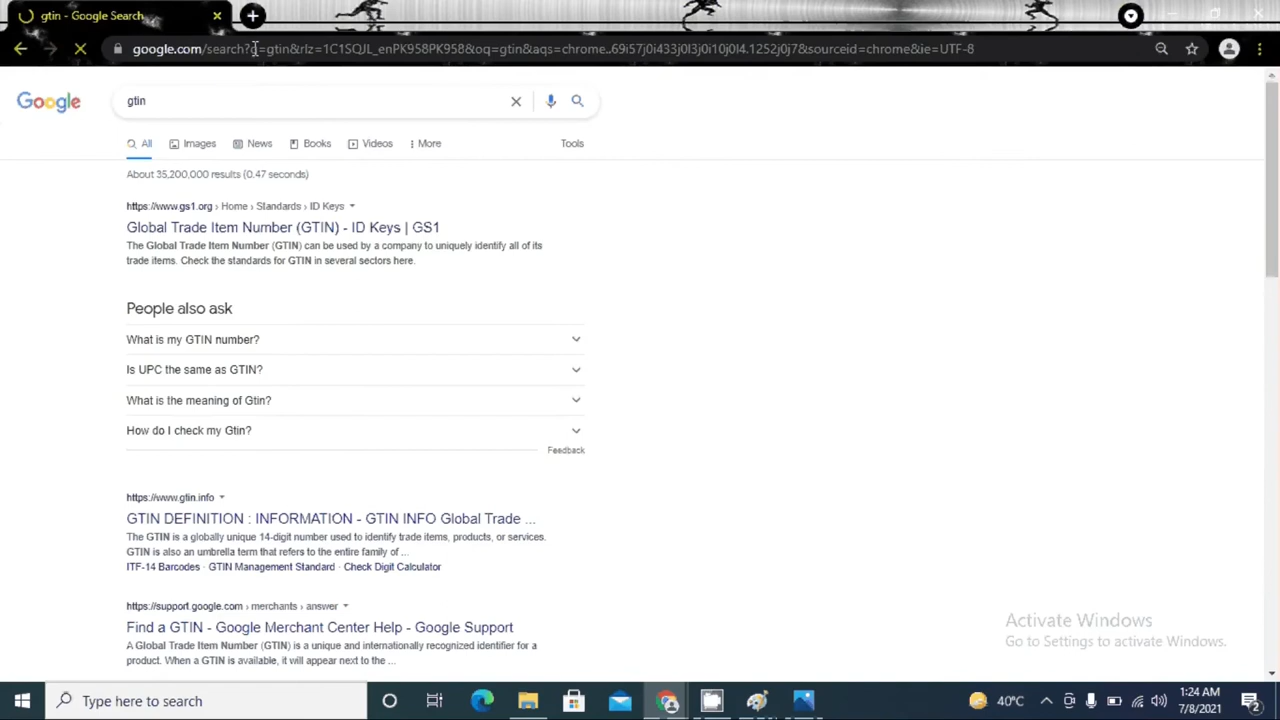 gtin - Google Search
google.com/search?q=gtin&rlz=1C1SQJL_enPK958PK958&oq=gtin&aqs=chrome..69i57j0i433j0l3j0i10j0l4.1252j0j7&sourceid=chrome&ie=UTF-8
Google
gtin
All
Images
News
Books
Videos
More
Tools
About 35,200,000 results (0.47 seconds)
https://www.gs1.org › Home › Standards › ID Keys
Global Trade Item Number (GTIN) - ID Keys | GS1
The Global Trade Item Number (GTIN) can be used by a company to uniquely identify all of its
trade items. Check the standards for GTIN in several sectors here.
People also ask
What is my GTIN number?
Is UPC the same as GTIN?
What is the meaning of Gtin?
How do I check my Gtin?
Feedback
https://www.gtin.info
GTIN DEFINITION : INFORMATION - GTIN INFO Global Trade ...
The GTIN is a globally unique 14-digit number used to identify trade items, products, or services.
GTIN is also an umbrella term that refers to the entire family of ...
ITF-14 Barcodes · GTIN Management Standard · Check Digit Calculator
https://support.google.com › merchants › answer
Find a GTIN - Google Merchant Center Help - Google Support
A Global Trade Item Number (GTIN) is a unique and internationally recognized identifier for a
product. When a GTIN is available, it will appear next to the ...
Activate Windows
Go to Settings to activate Windows.
Type here to search
40°C
1:24 AM
7/8/2021
2